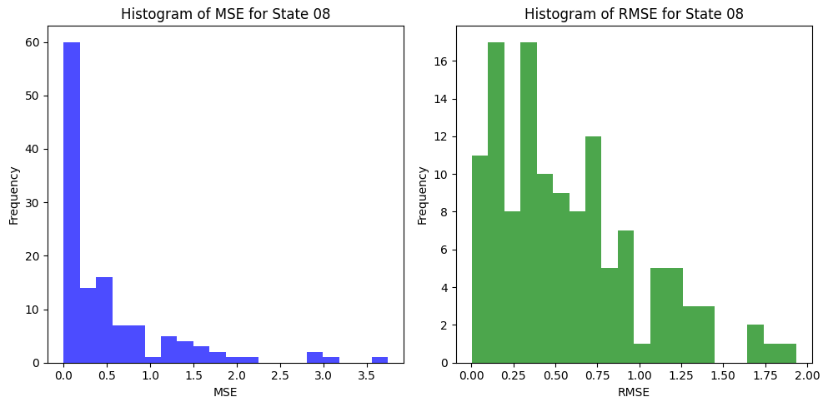 Histogram of MSE for State 08
Frequency
60
50
40
30
20
10
0
0.0 0.5 1.0 1.5 2.0 2.5 3.0 3.5
MSE
Histogram of RMSE for State 08
Frequency
16
14
12
10
8
6
4
2
0
0.00 0.25 0.50 0.75 1.00 1.25 1.50 1.75 2.00
RMSE